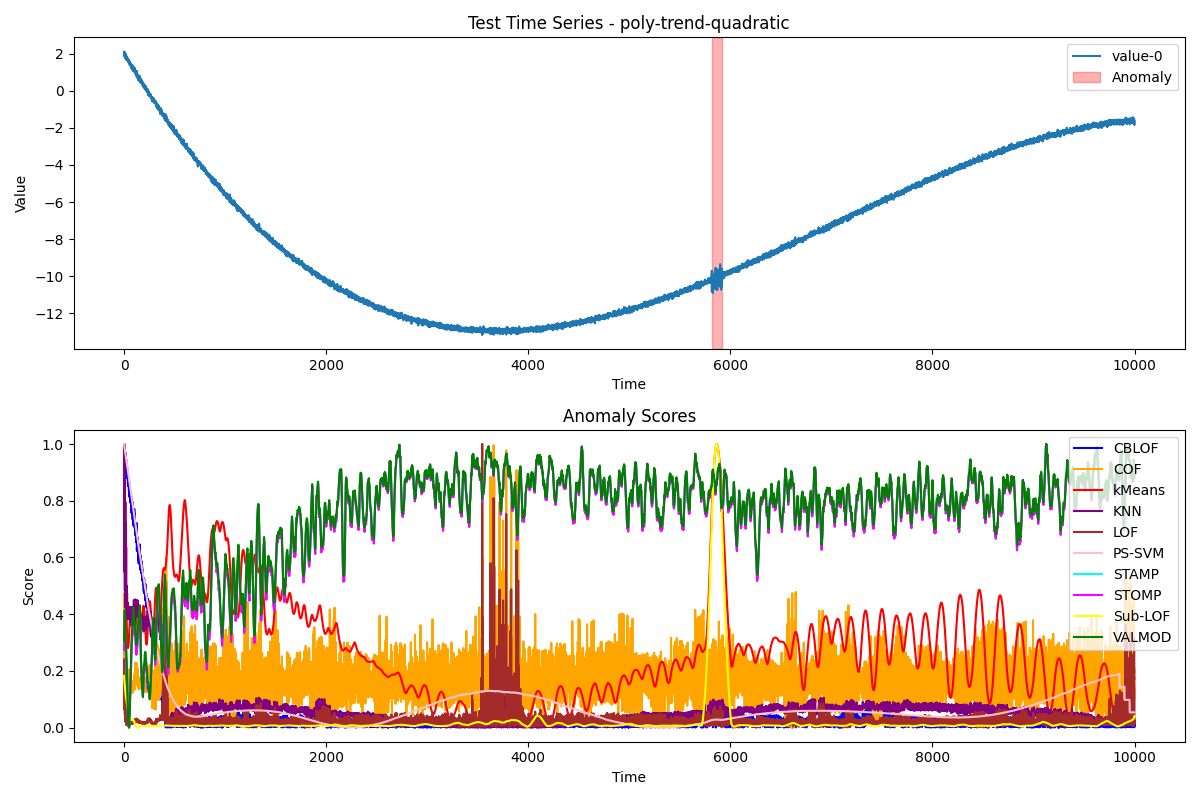 Test Time Series - poly-trend-quadratic
2
0
−2
−4
−6
−8
−10
−12
Value
value-0
Anomaly
0
2000
4000
6000
8000
10000
Time
Anomaly Scores
1.0
0.8
0.6
0.4
0.2
0.0
Score
CBLOF
COF
kMeans
KNN
LOF
PS-SVM
STAMP
STOMP
Sub-LOF
VALMOD
0
2000
4000
6000
8000
10000
Time